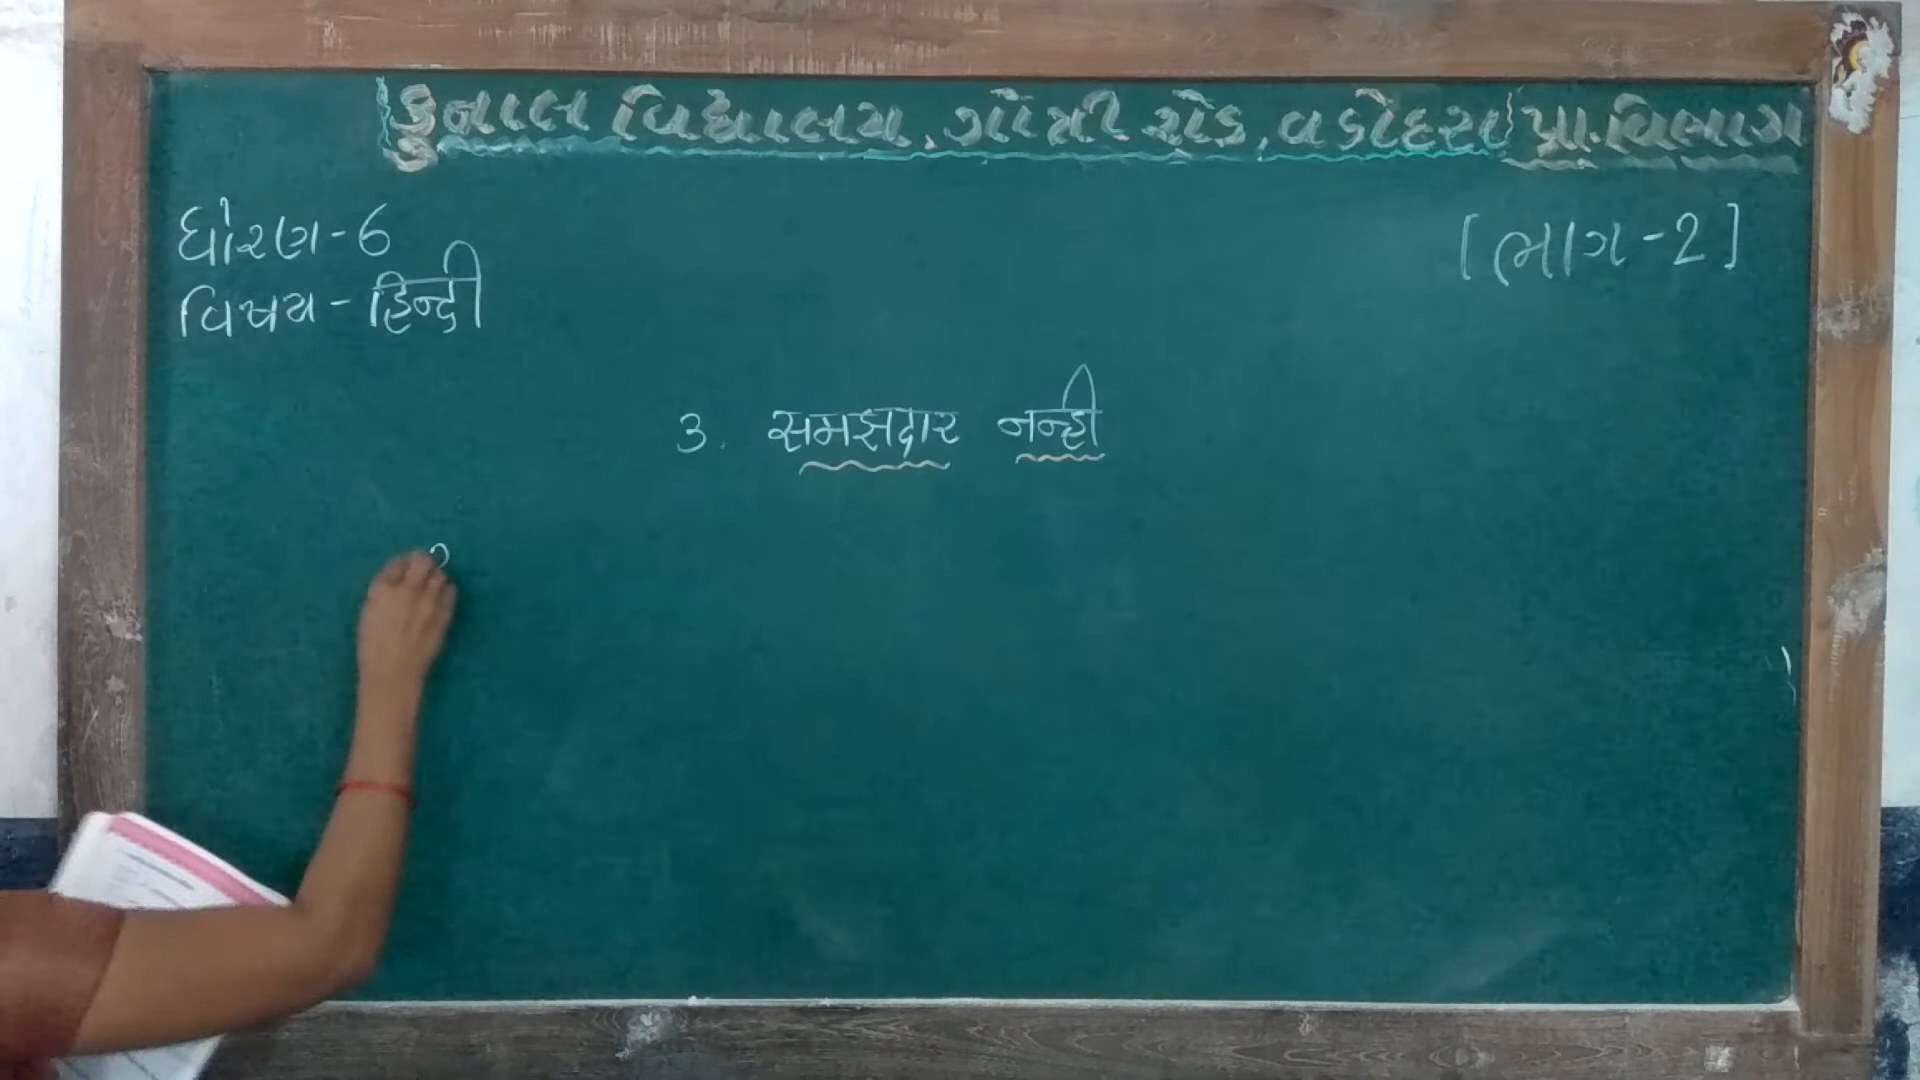 કુનાલ વિદ્યાલય, ગોત્રી રોડ, વડોદરા પ્રા. વિભાગ
ધોરણ-6
[ભાગ-2]
વિષય - हिन्दी
3. समझदार नन्ही